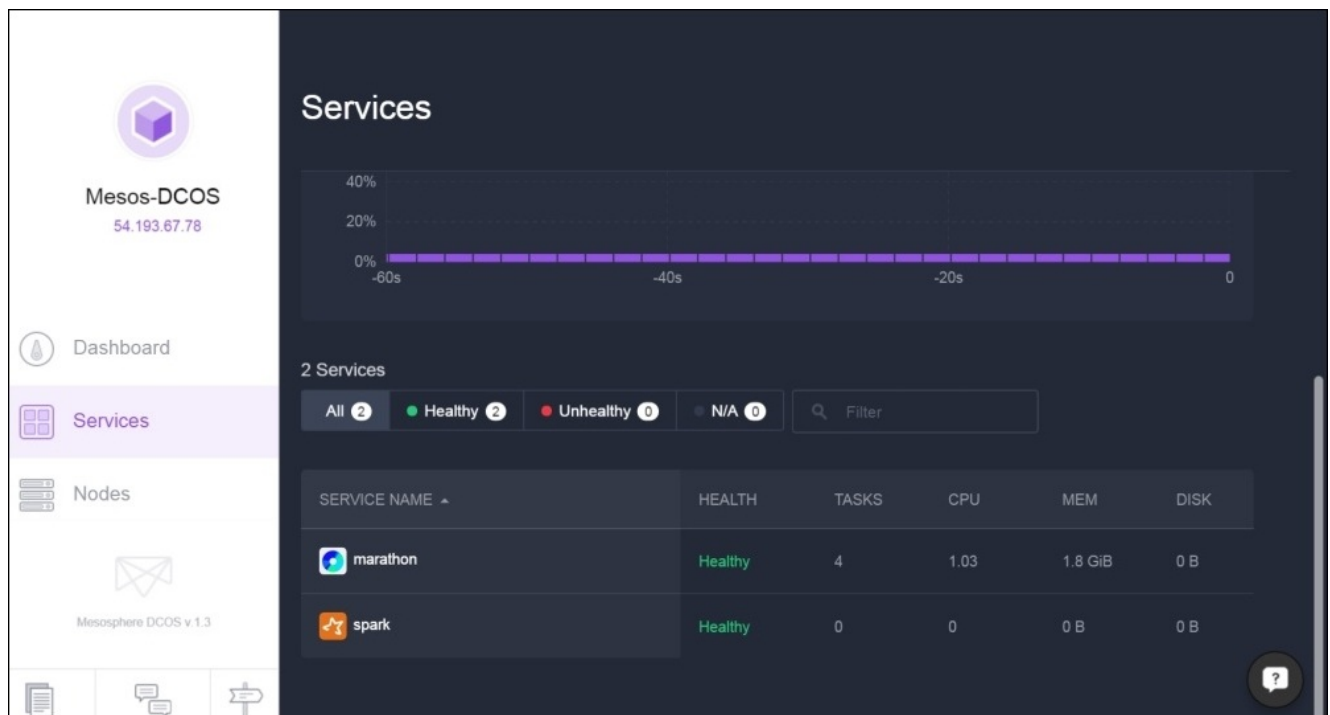 Mesos-DCOS
54.193.67.78
Dashboard
Services
Nodes
Mesosphere DCOS v.1.3
Services
40%
20%
0%
-60s -40s -20s 0
2 Services
All 2 Healthy 2 Unhealthy 0 N/A 0 Filter
SERVICE NAME HEALTH TASKS CPU MEM DISK
marathon Healthy 4 1.03 1.8 GiB 0 B
spark Healthy 0 0 0 B 0 B
?